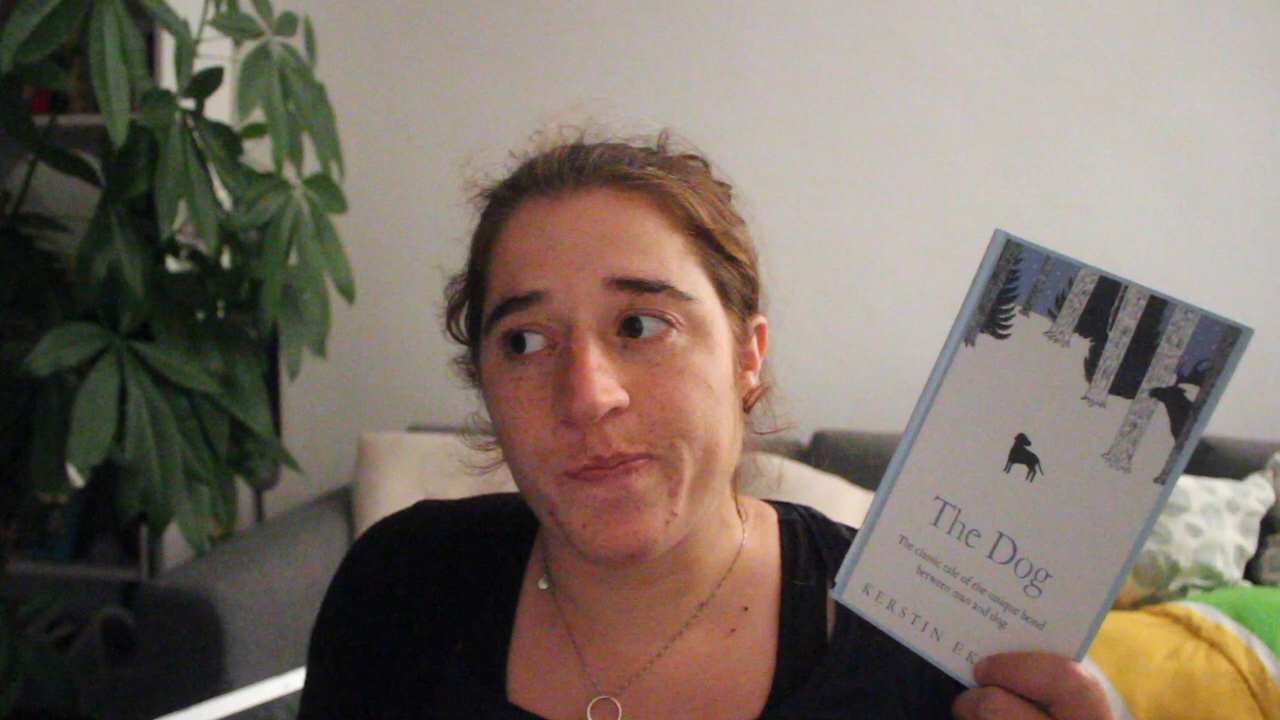 The Dog
The classic tale of the unique bond
between man and dog
KERSTIN EK